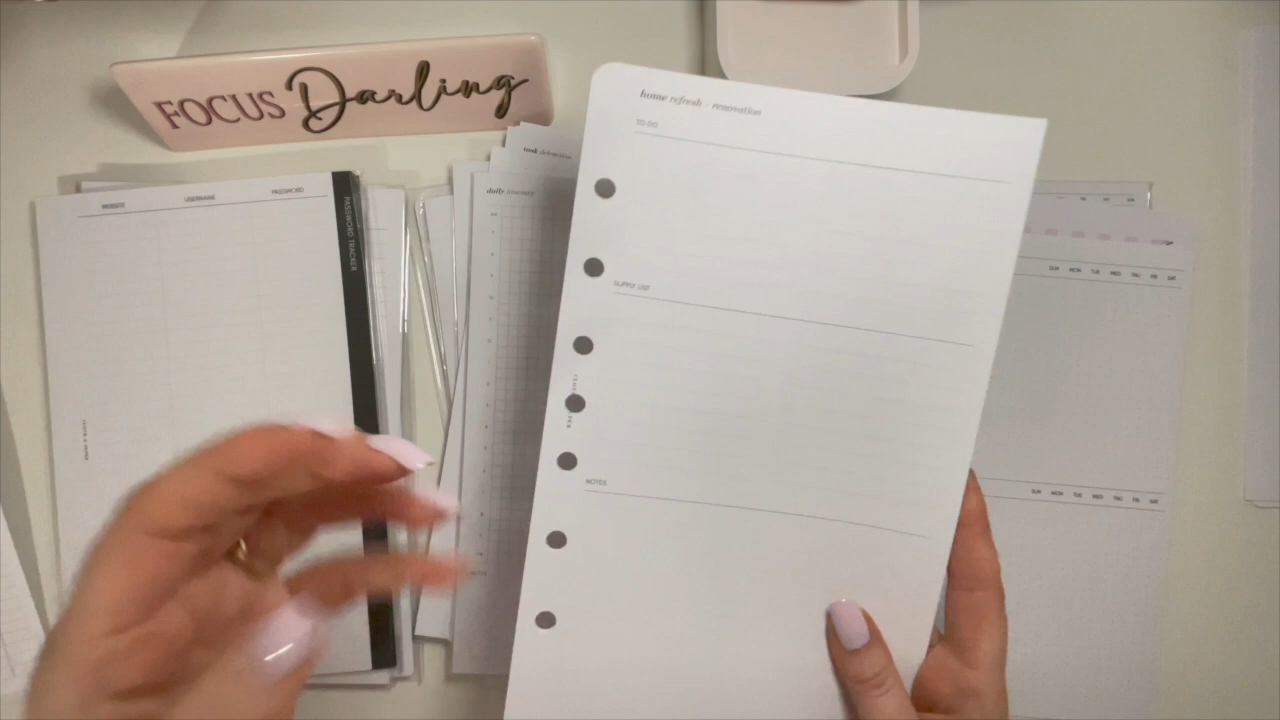 FOCUS Darling
home refresh - renovation
TO-DO
SUPPLY LIST
NOTES
WEBSITE USERNAME PASSWORD
PASSWORD TRACKER
task delegation
daily itinerary
SUN MON TUE WED THU FRI SAT
SUN MON TUE WED THU FRI SAT